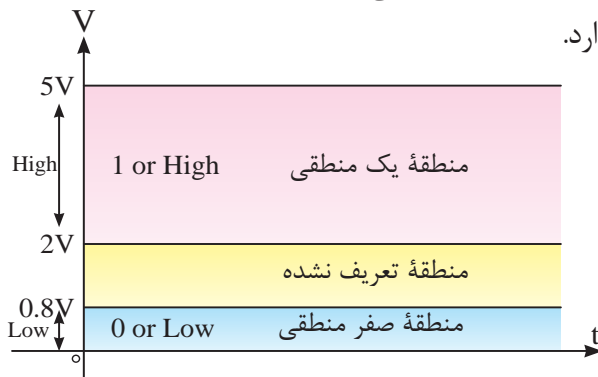 ارد.
V
5V
High
1 or High منطقهٔ یک منطقی
2V
منطقهٔ تعریف نشده
0.8V
Low
0 or Low منطقهٔ صفر منطقی
t
o